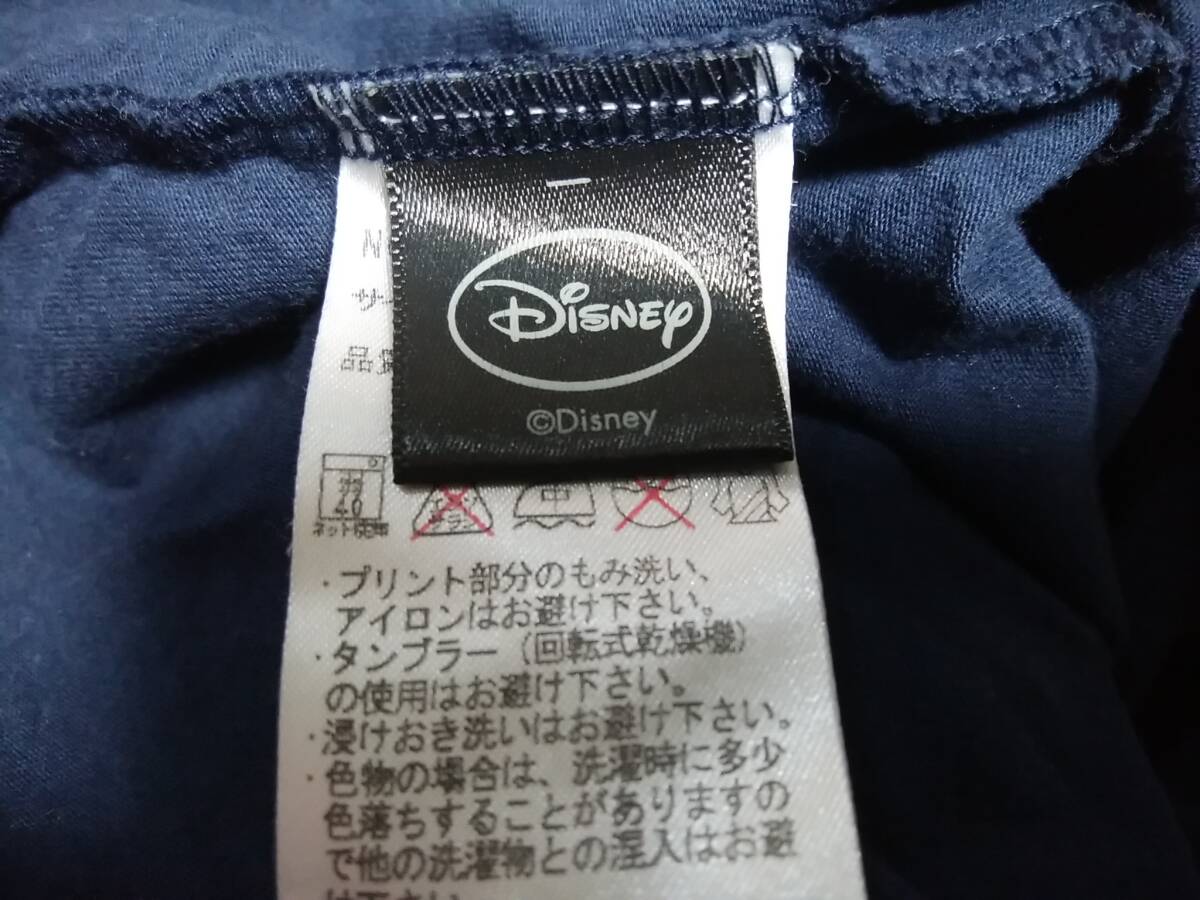 Disney
©Disney
40
ネット使用
・プリント部分のもみ洗い、
アイロンはお避け下さい。
・タンブラー（回転式乾燥機）
の使用はお避け下さい。
・浸けおき洗いはお避け下さい。
・色物の場合は、洗濯時に多少
色落ちすることがありますの
で他の洗濯物との混入はお避
け下さい